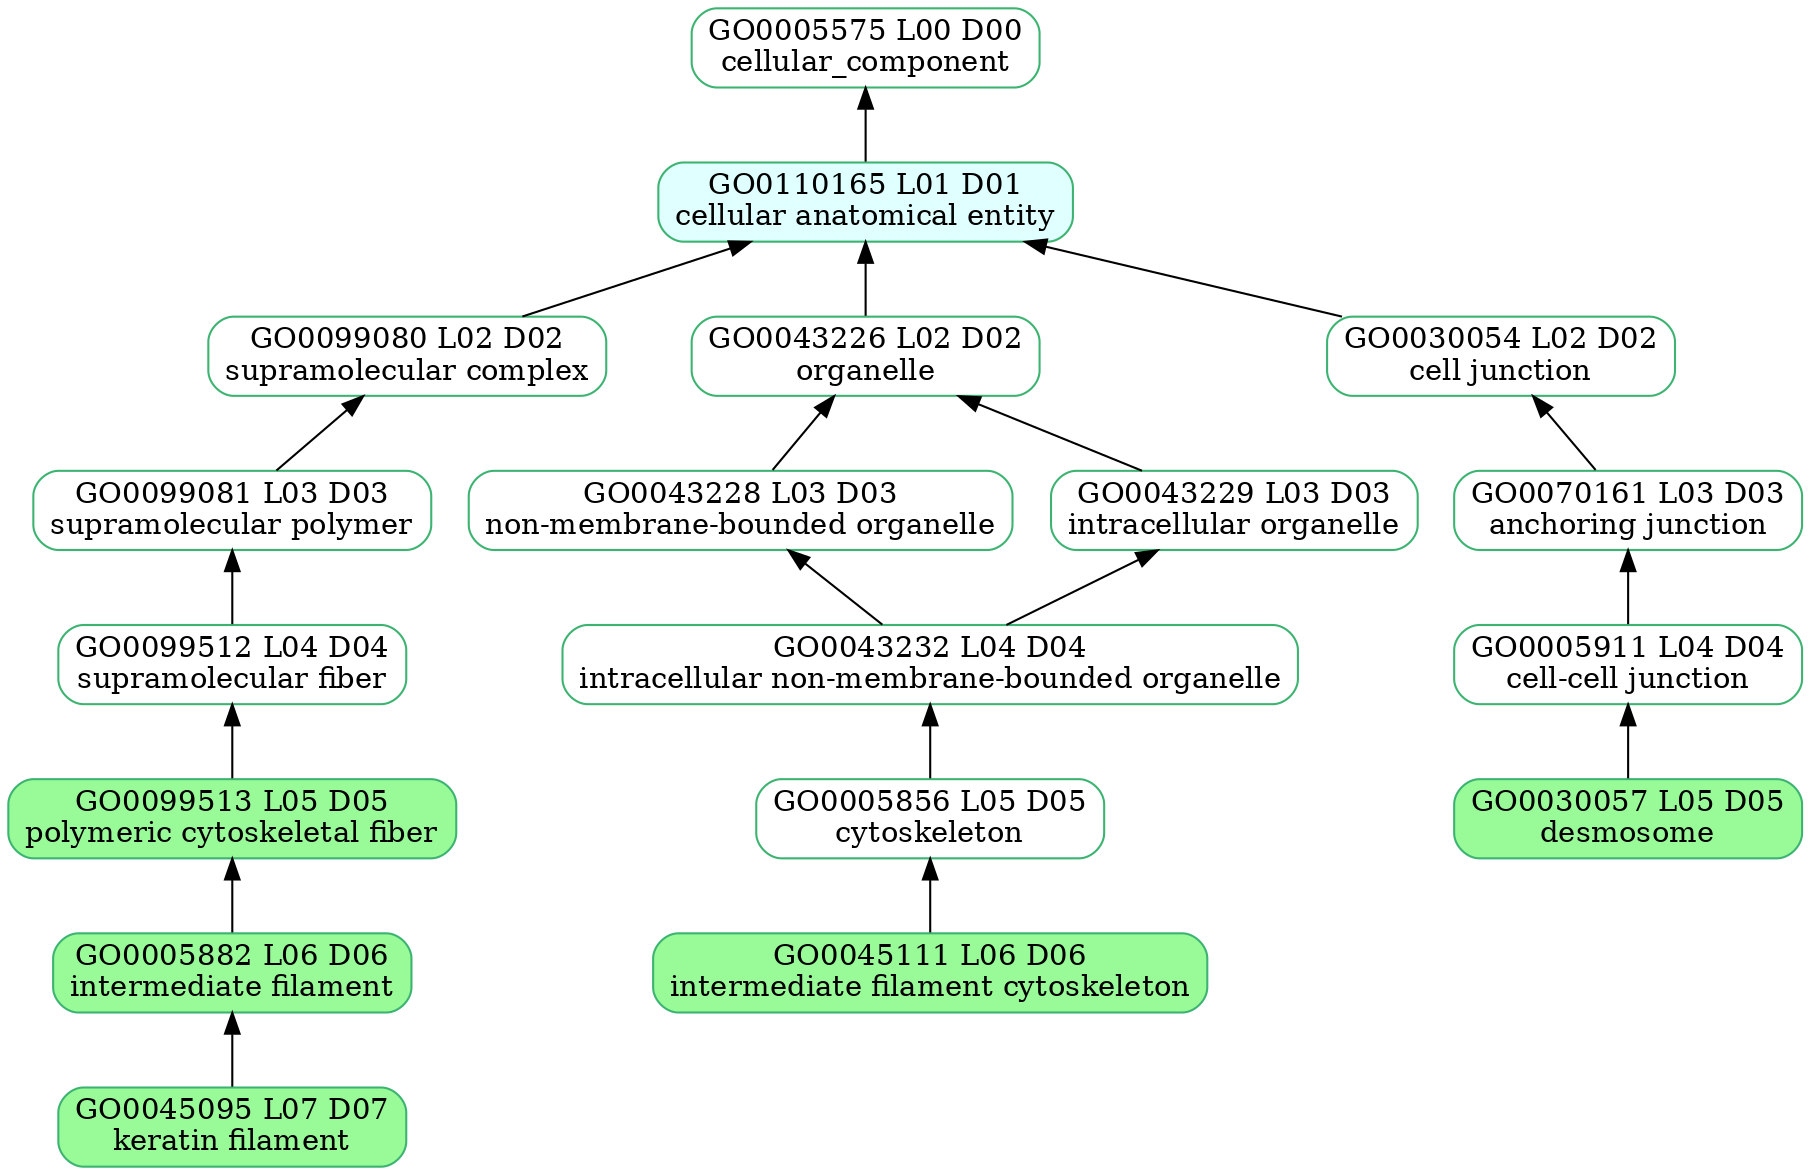 GO0005575 L00 D00
cellular_component
GO0110165 L01 D01
cellular anatomical entity
GO0099080 L02 D02
supramolecular complex
GO0043226 L02 D02
organelle
GO0030054 L02 D02
cell junction
GO0099081 L03 D03
supramolecular polymer
GO0043228 L03 D03
non-membrane-bounded organelle
GO0043229 L03 D03
intracellular organelle
GO0070161 L03 D03
anchoring junction
GO0099512 L04 D04
supramolecular fiber
GO0043232 L04 D04
intracellular non-membrane-bounded organelle
GO0005911 L04 D04
cell-cell junction
GO0099513 L05 D05
polymeric cytoskeletal fiber
GO0005856 L05 D05
cytoskeleton
GO0030057 L05 D05
desmosome
GO0005882 L06 D06
intermediate filament
GO0045111 L06 D06
intermediate filament cytoskeleton
GO0045095 L07 D07
keratin filament